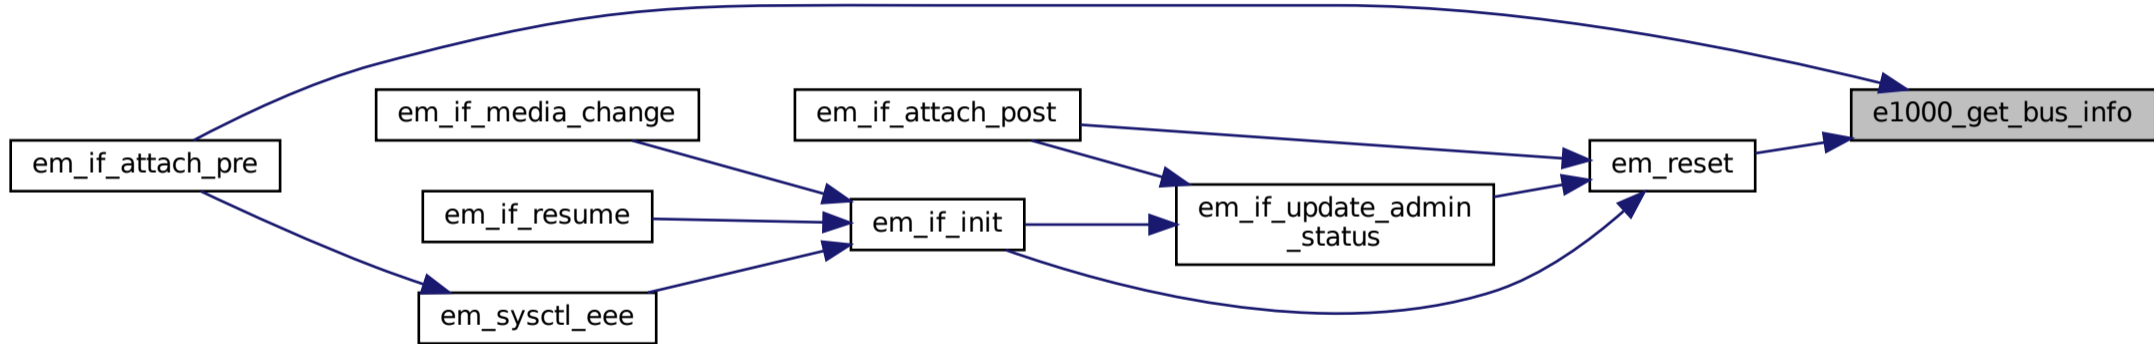 em_if_attach_pre
em_if_media_change
em_if_resume
em_sysctl_eee
em_if_attach_post
em_if_init
em_if_update_admin
_status
em_reset
e1000_get_bus_info